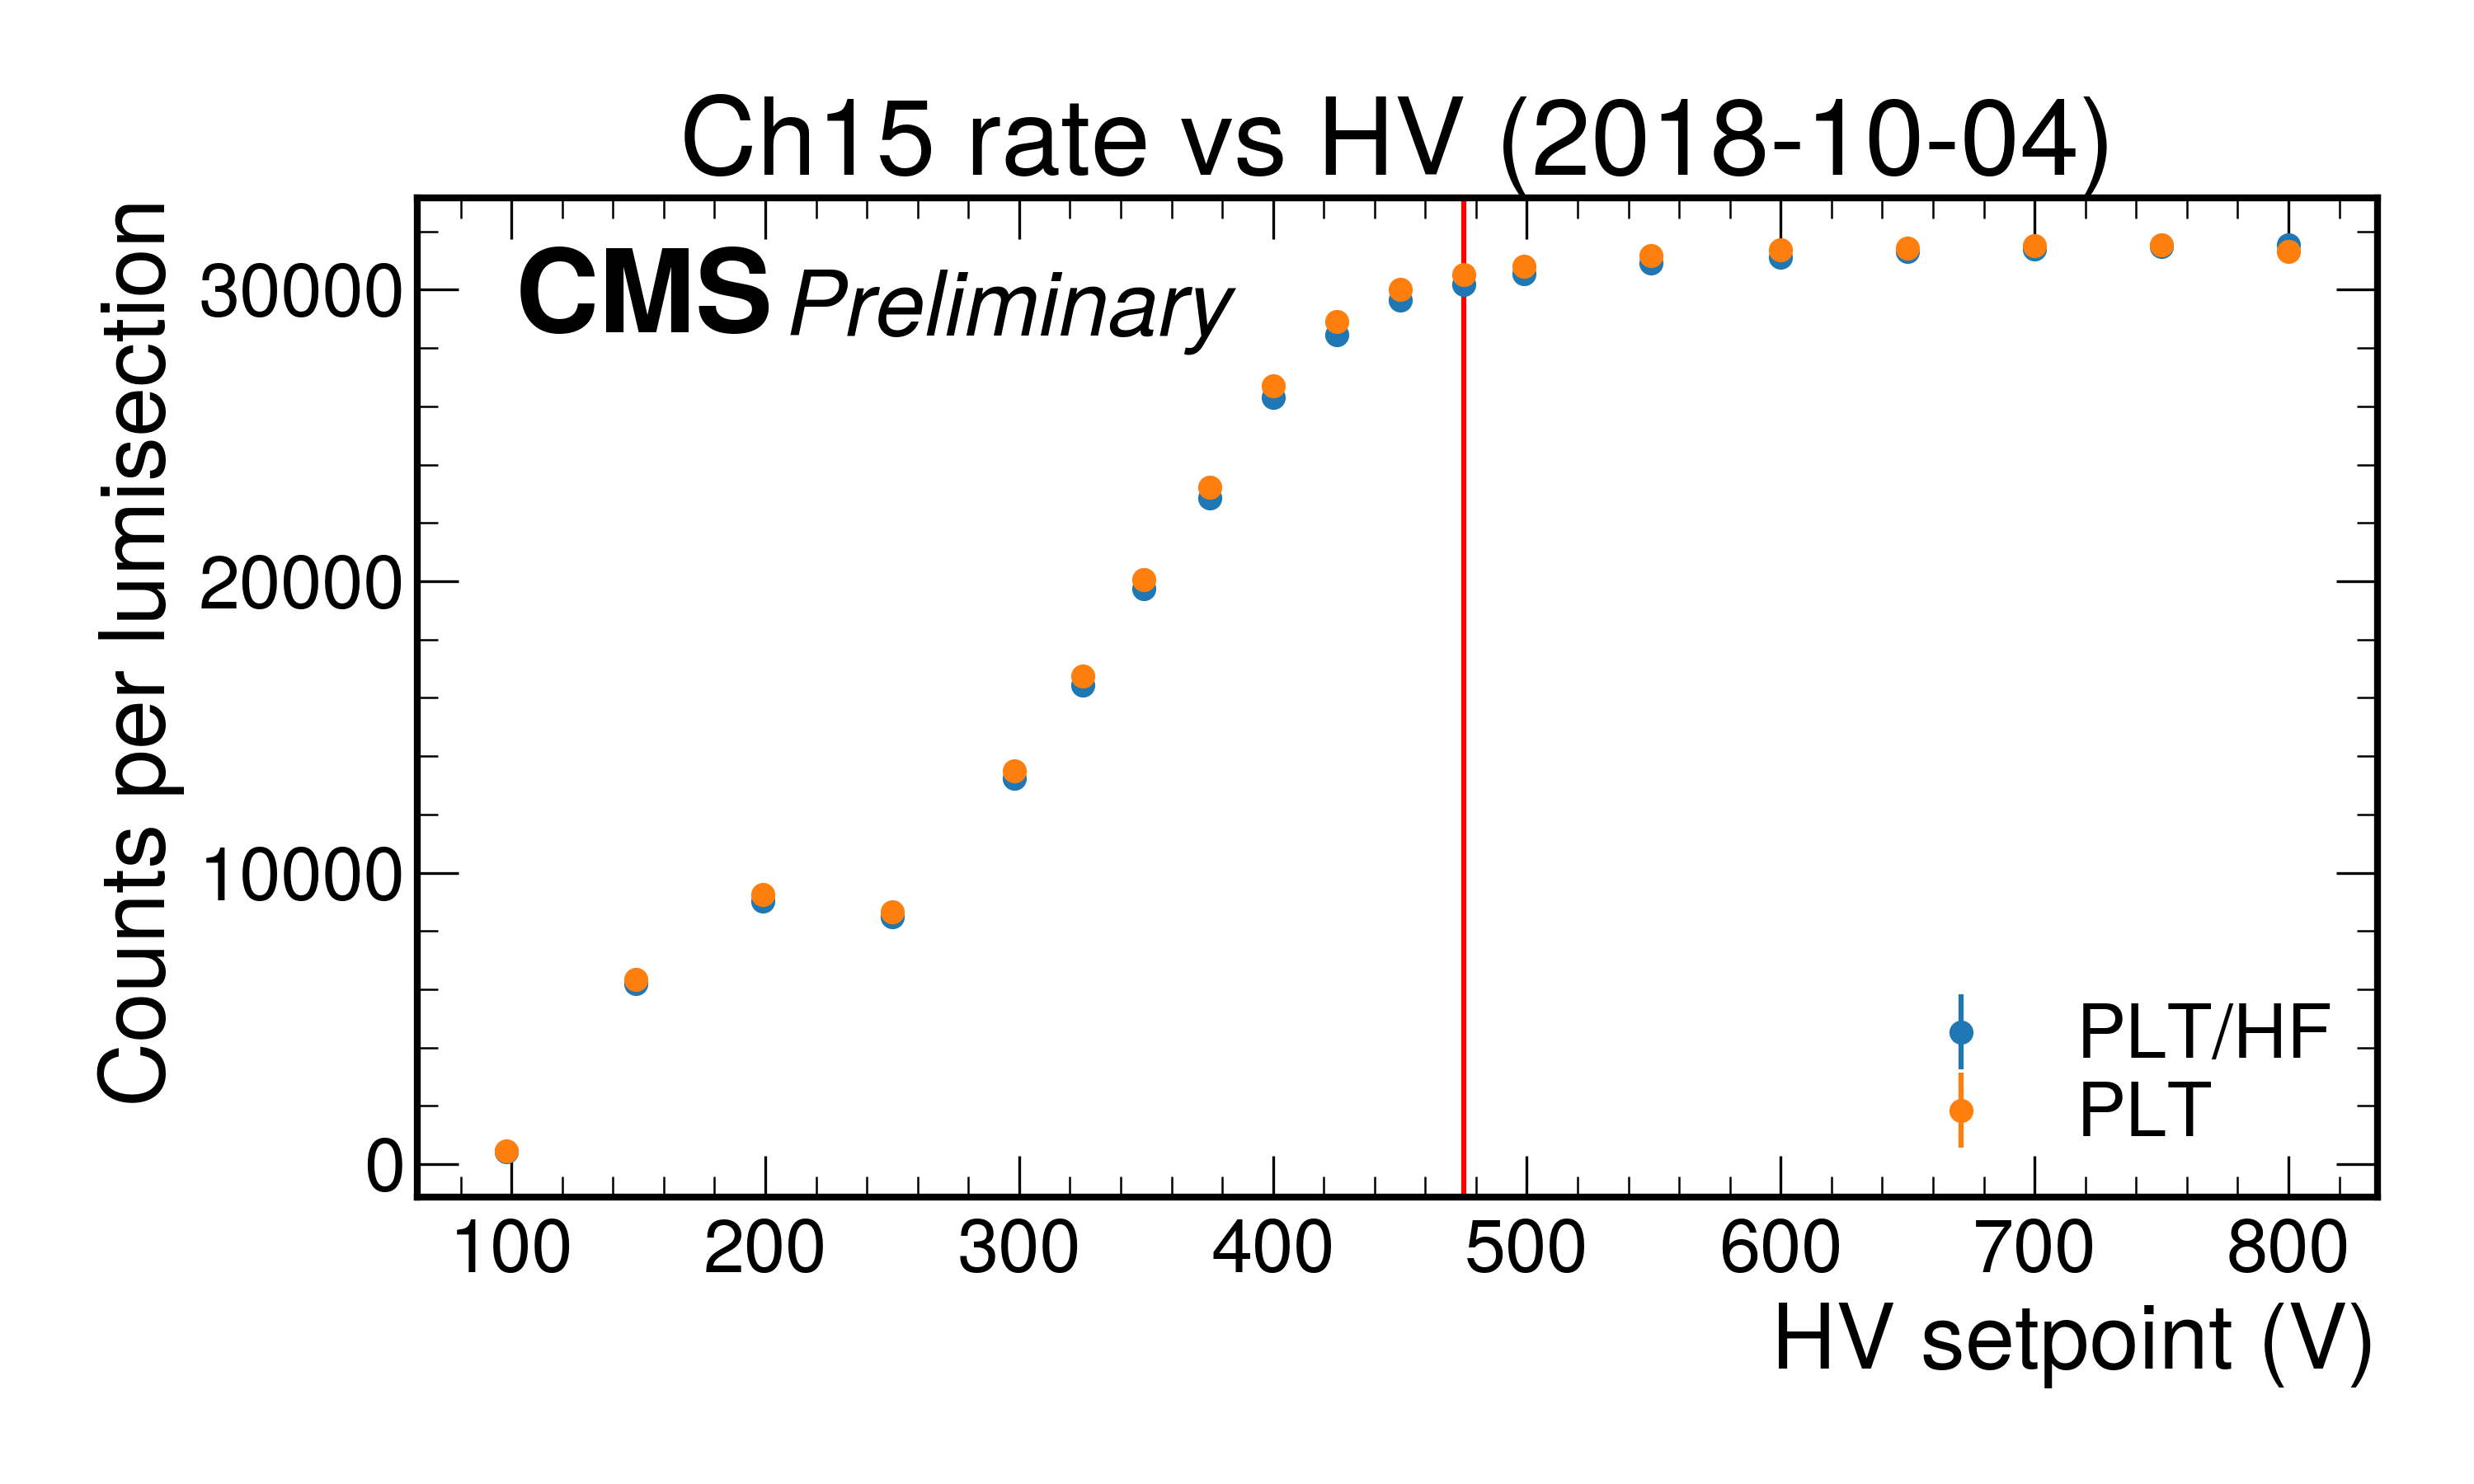 Ch15 rate vs HV (2018-10-04)
CMS Preliminary
Counts per lumisection
30000
20000
10000
0
PLT/HF
PLT
100 200 300 400 500 600 700 800
HV setpoint (V)